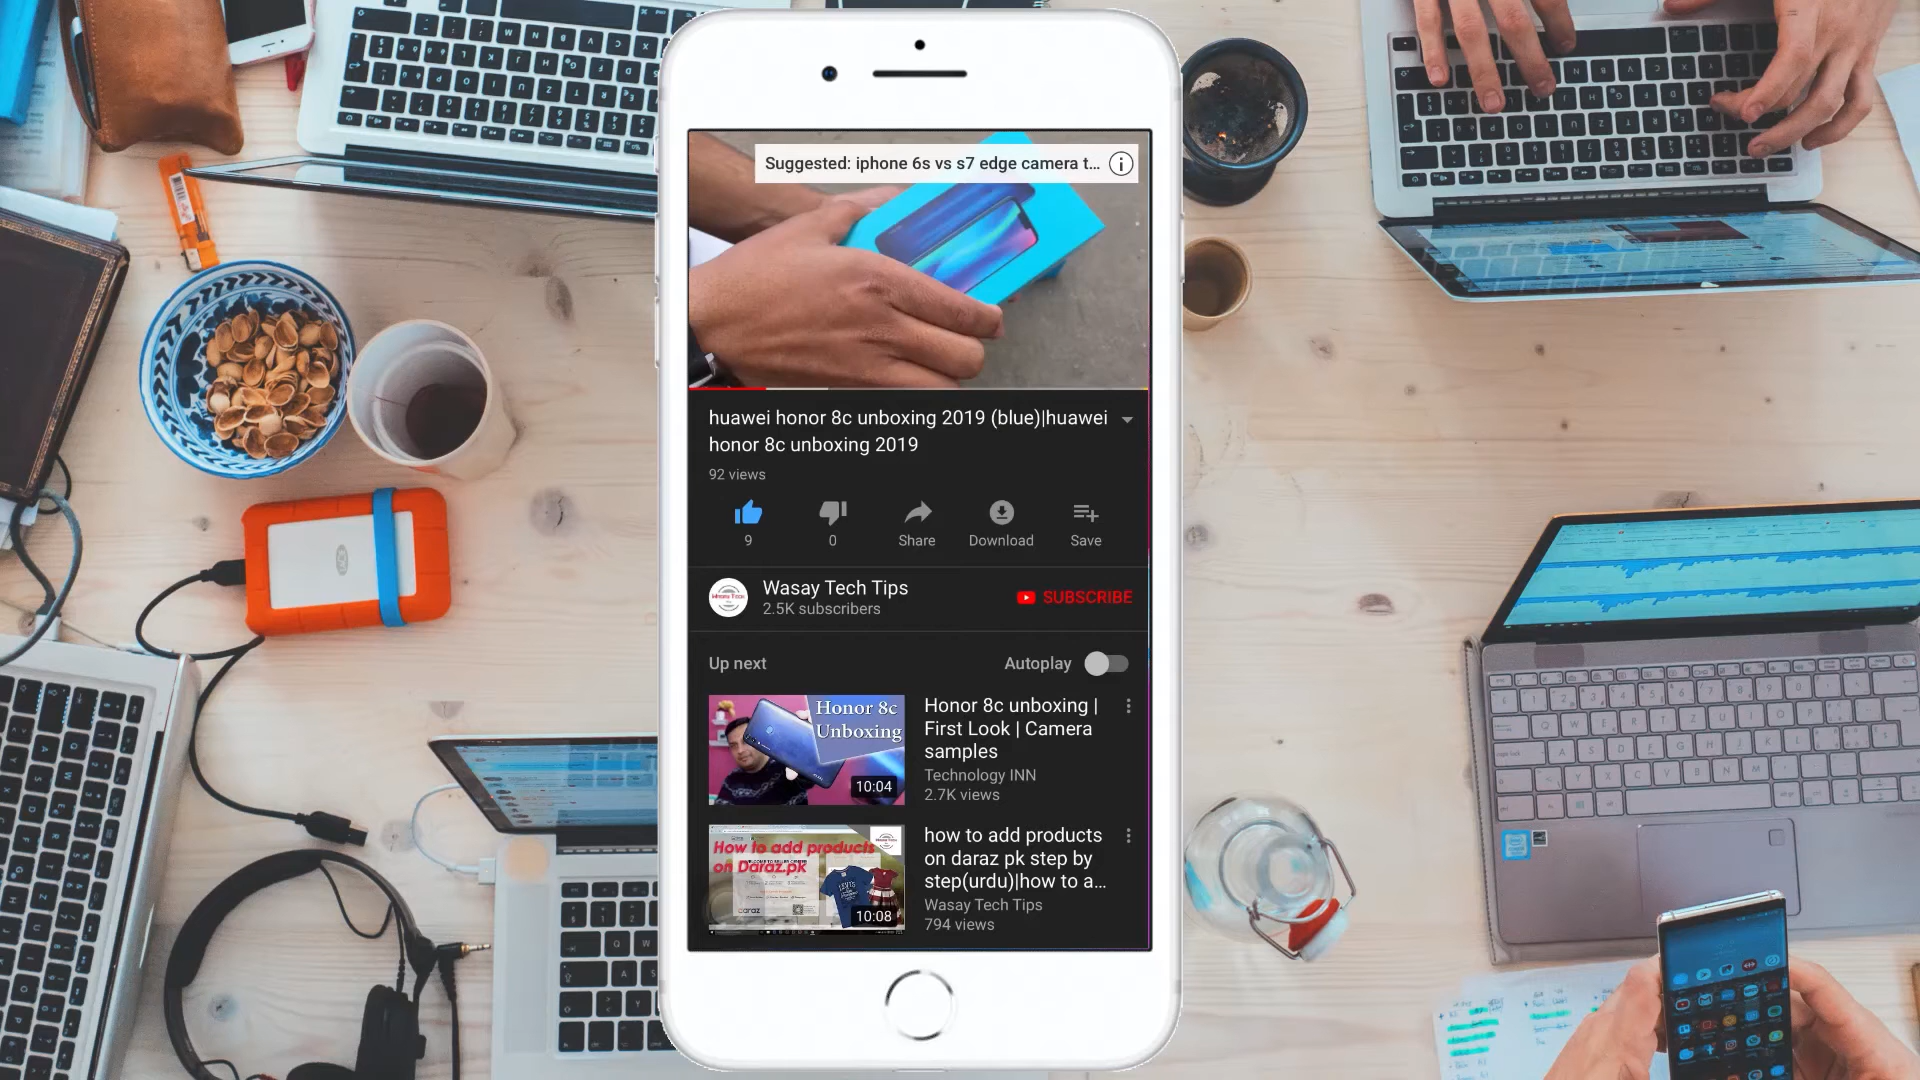 Suggested: iphone 6s vs s7 edge camera t...
huawei honor 8c unboxing 2019 (blue)|huawei
honor 8c unboxing 2019
92 views
9
0
Share
Download
Save
Wasay Tech Tips
2.5K subscribers
SUBSCRIBE
Up next
Autoplay
Honor 8c
Unboxing
10:04
Honor 8c unboxing |
First Look | Camera
samples
Technology INN
2.7K views
How to add products
on Daraz.pk
10:08
how to add products
on daraz pk step by
step(urdu)|how to a...
Wasay Tech Tips
794 views